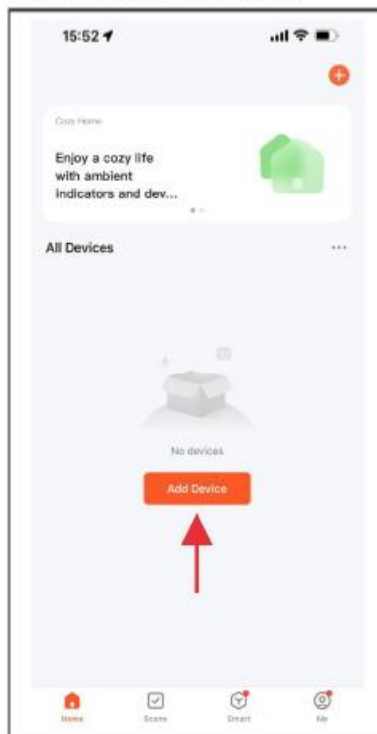 15:52
Cozy Home
Enjoy a cozy life
with ambient
indicators and dev...
All Devices
No devices
Add Device
Home
Scene
Smart
Me